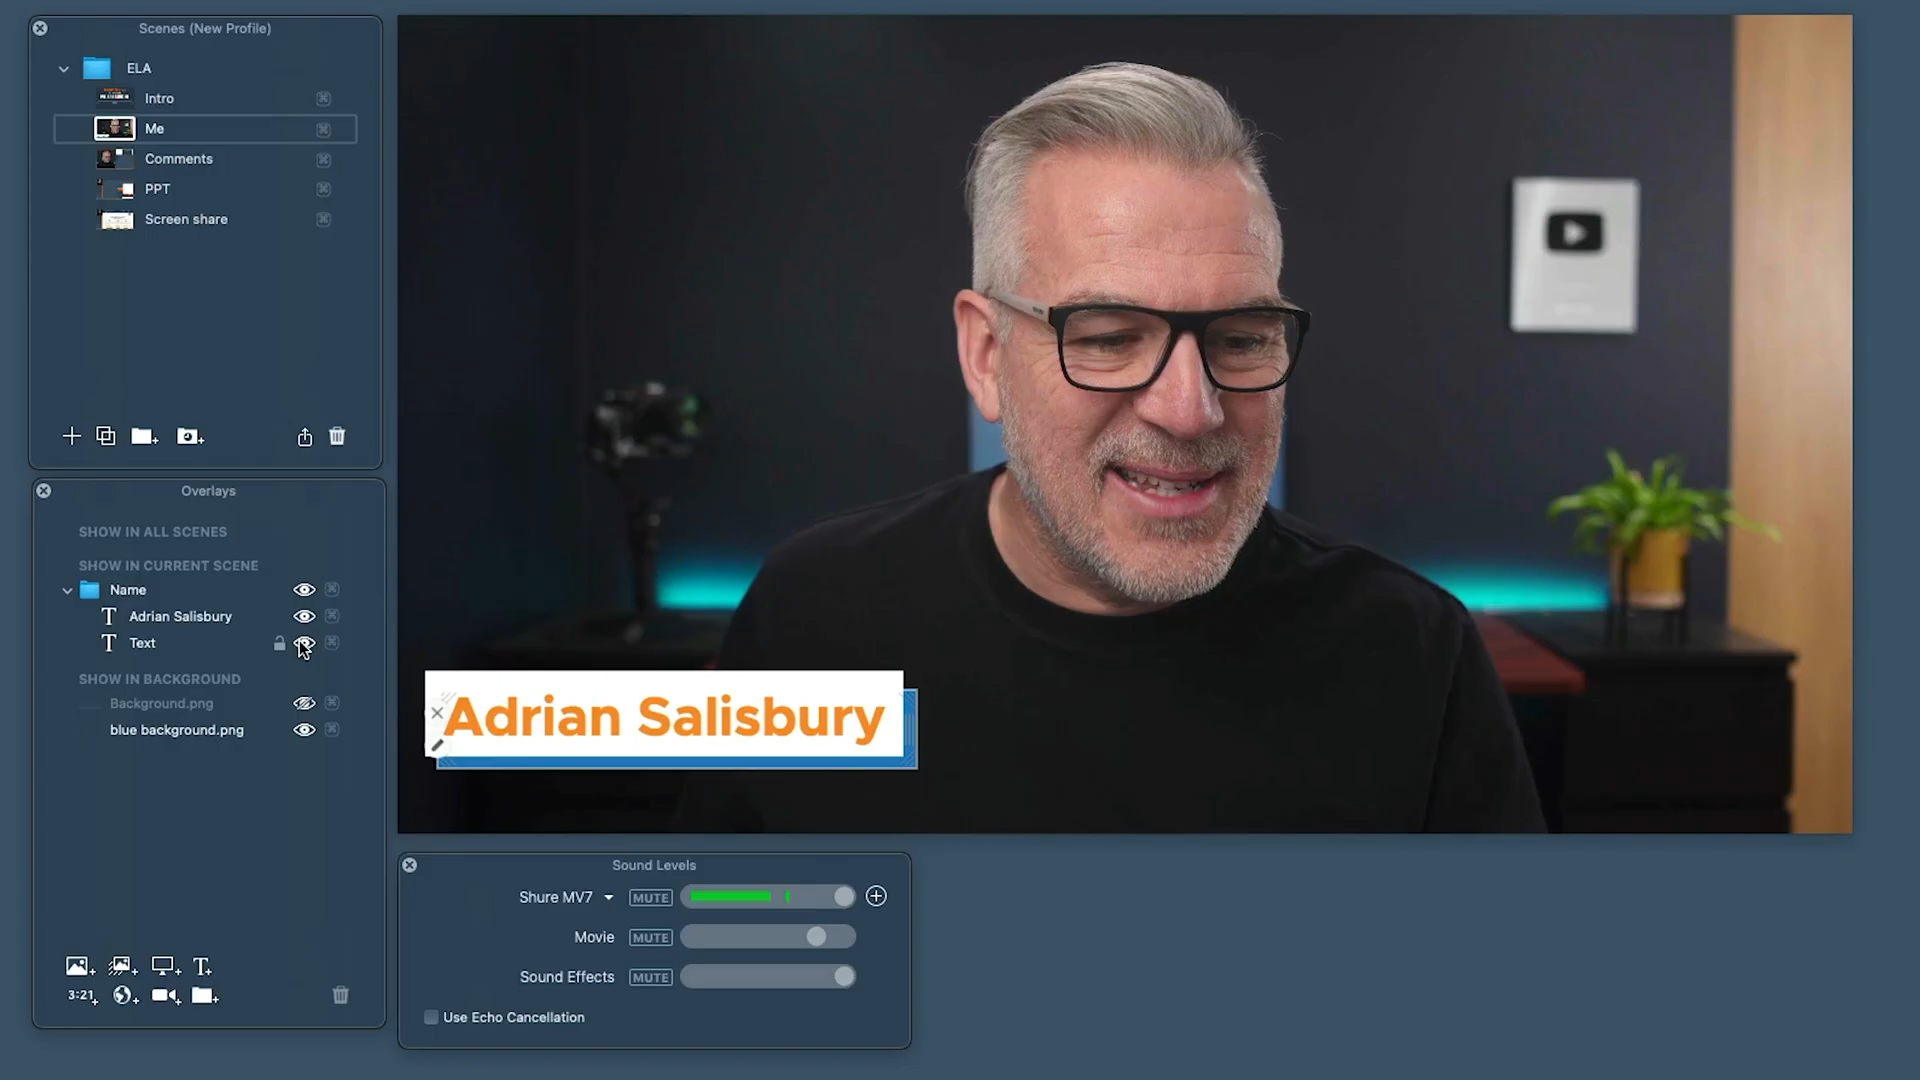 Scenes (New Profile)
ELA
Intro
Me
Comments
PPT
Screen share
Overlays
SHOW IN ALL SCENES
SHOW IN CURRENT SCENE
Name
Adrian Salisbury
Text
SHOW IN BACKGROUND
Background.png
blue background.png
3:21
Adrian Salisbury
Sound Levels
Shure MV7
MUTE
Movie
MUTE
Sound Effects
MUTE
Use Echo Cancellation